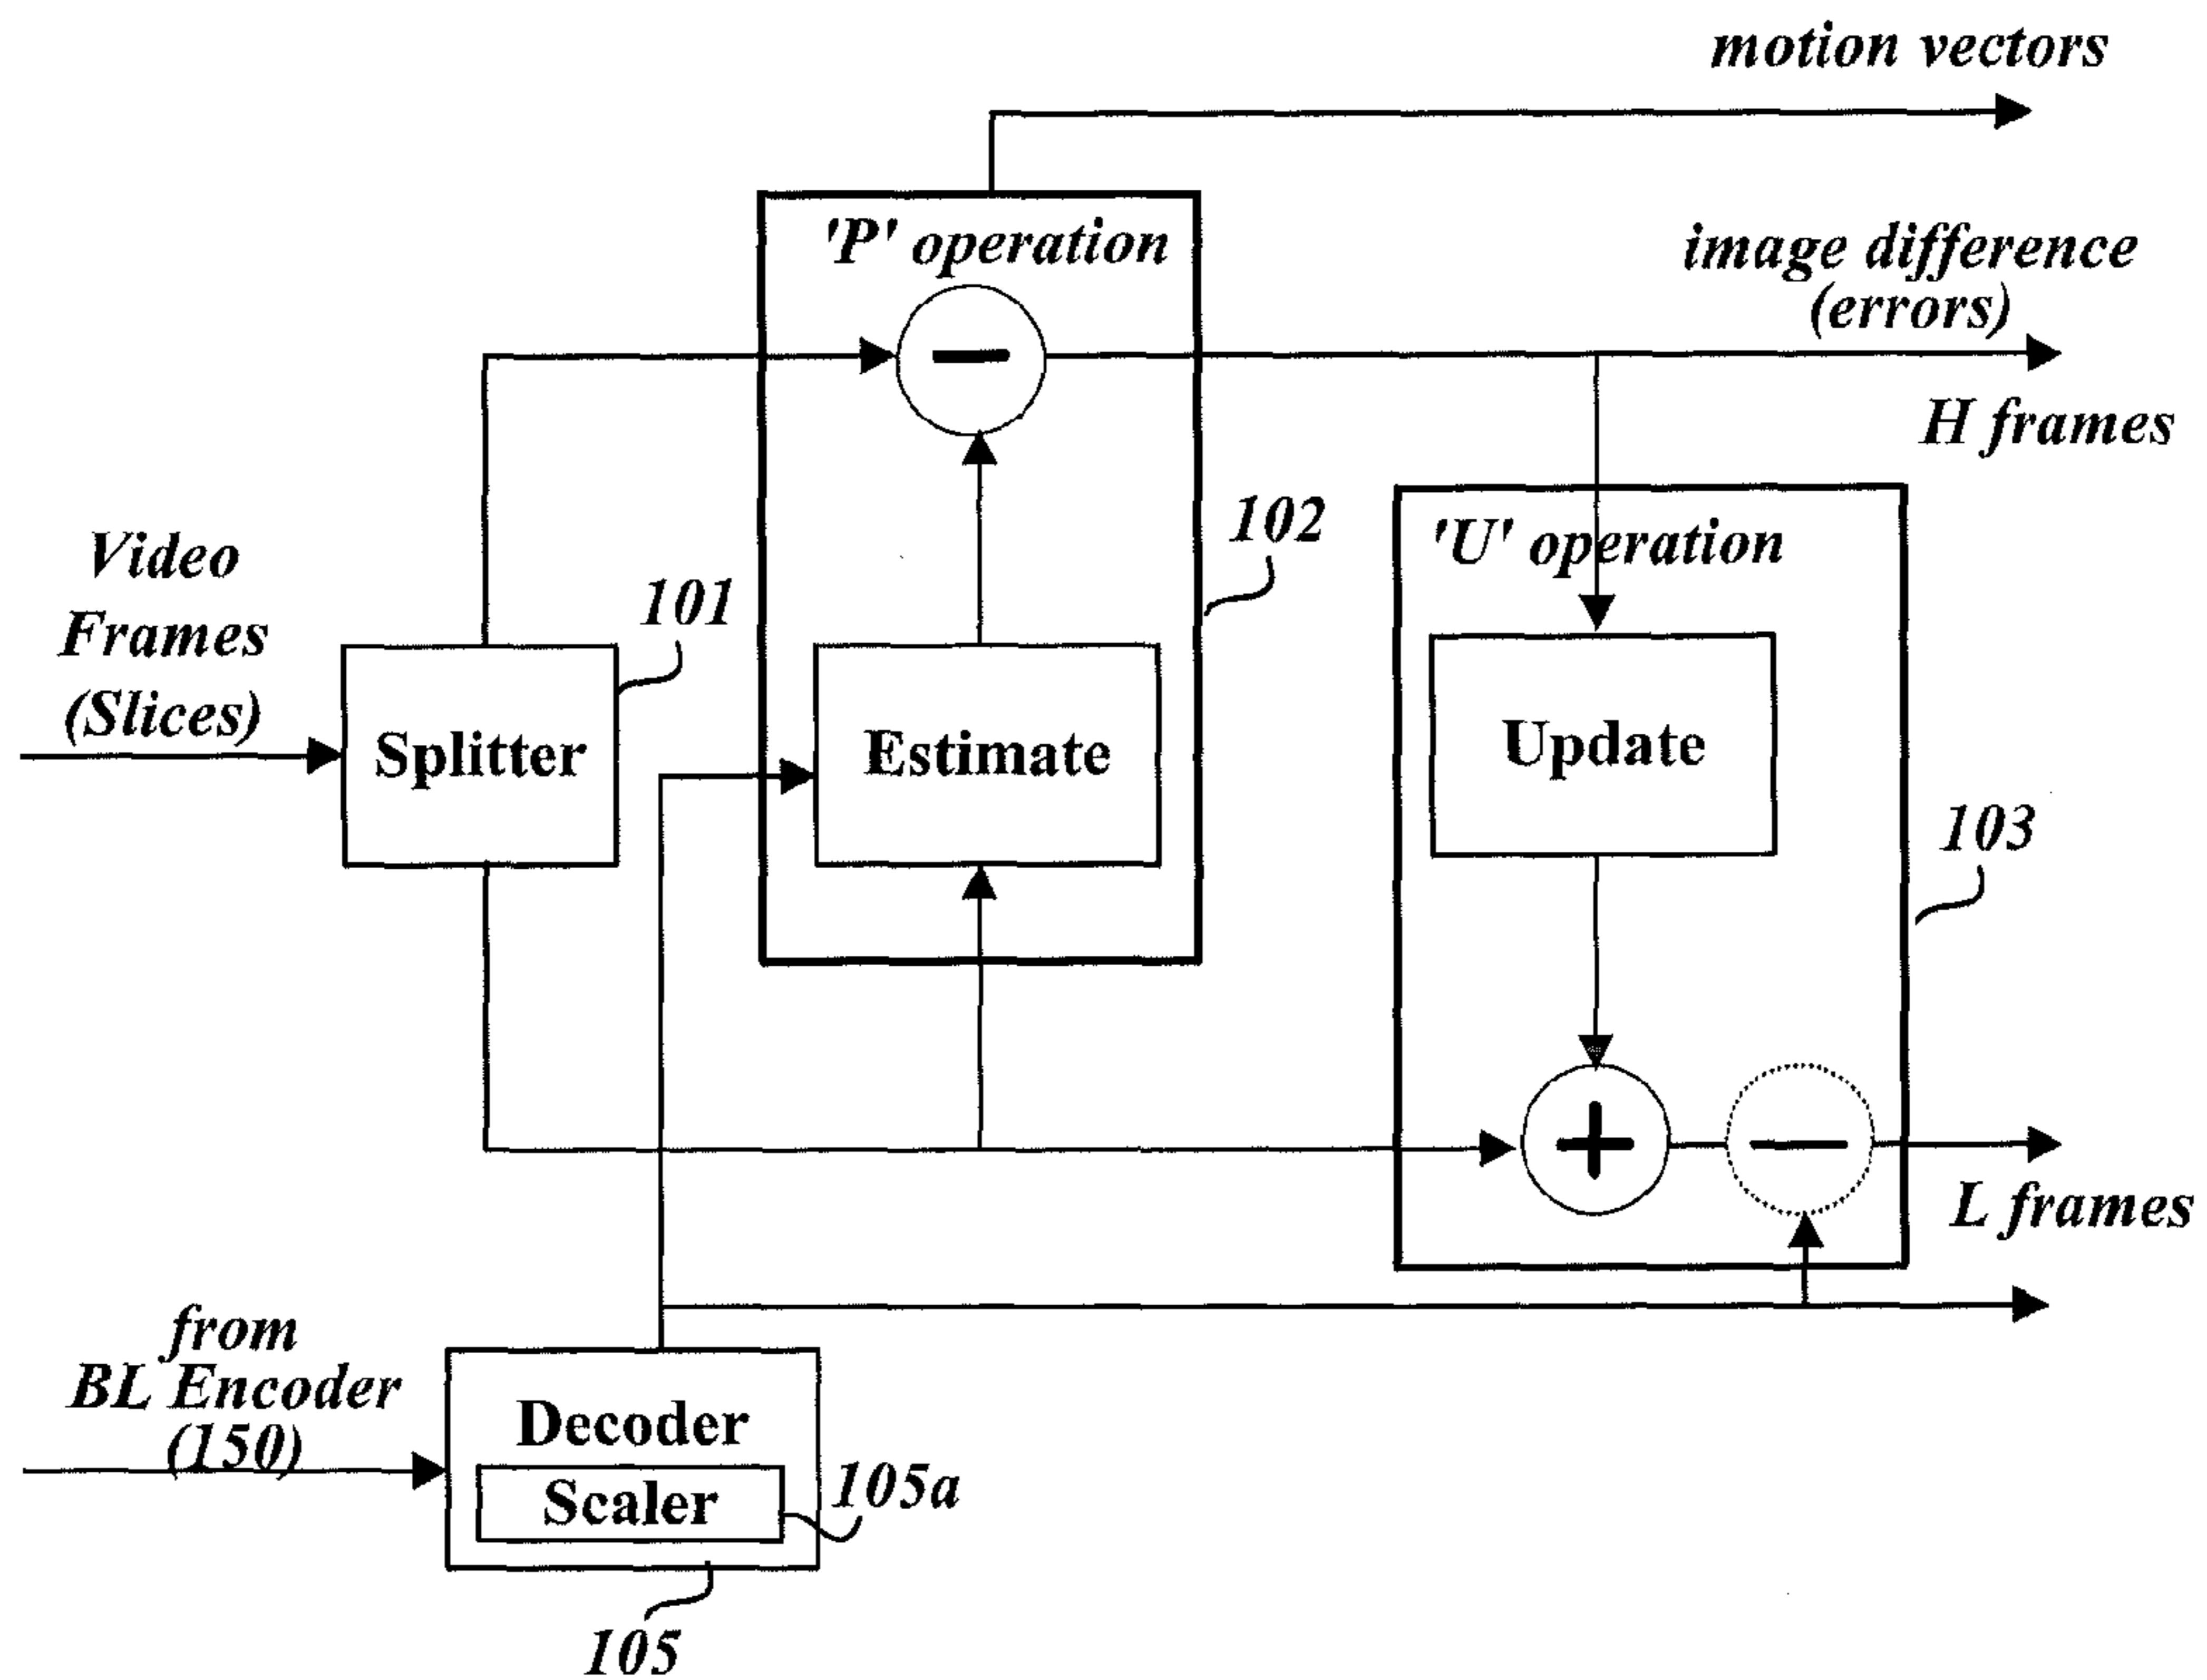 motion vectors
'P' operation
image difference
(errors)
H frames
102
'U' operation
Video
Frames
(Slices)
101
Splitter
Estimate
Update
103
L frames
from
BL Encoder
(150)
Decoder
Scaler
105a
105